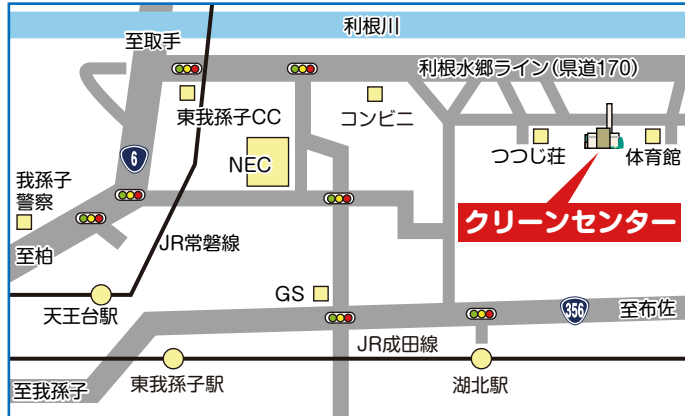 利根川
至取手
利根水郷ライン(県道170)
東我孫子CC
コンビニ
つつじ荘
体育館
6
NEC
我孫子
警察
クリーンセンター
至柏
JR常磐線
GS
天王台駅
356
至布佐
JR成田線
東我孫子駅
湖北駅
至我孫子